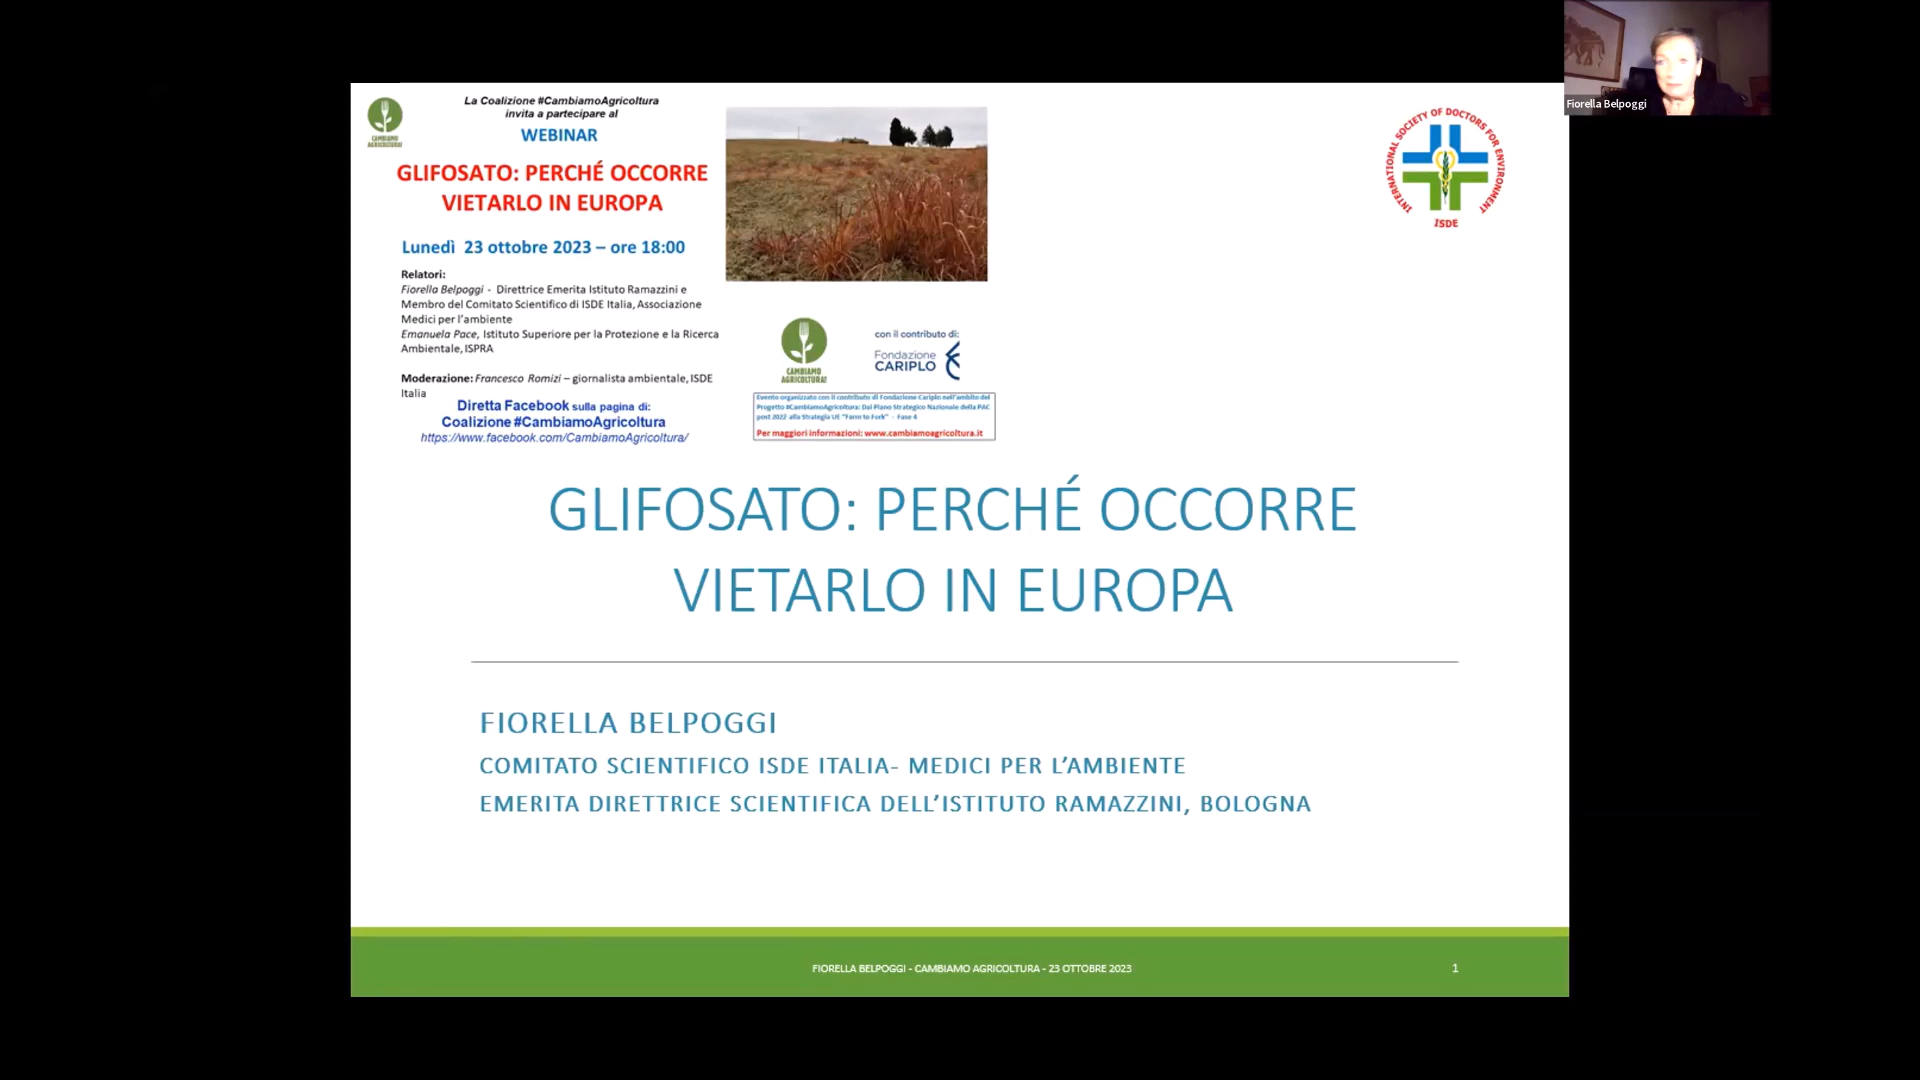 La Coalizione #CambiamoAgricoltura
invita a partecipare al
WEBINAR
GLIFOSATO: PERCHÉ OCCORRE
VIETARLO IN EUROPA
Lunedì 23 ottobre 2023 – ore 18:00
Relatori:
Fiorella Belpoggi - Direttrice Emerita Istituto Ramazzini e
Membro del Comitato Scientifico di ISDE Italia, Associazione
Medici per l'ambiente
Emanuela Pace, Istituto Superiore per la Protezione e la Ricerca
Ambientale, ISPRA
Moderazione: Francesco Romizi – giornalista ambientale, ISDE
Italia
Diretta Facebook sulla pagina di:
Coalizione #CambiamoAgricoltura
https://www.facebook.com/CambiamoAgricoltura/
CAMBIAMO
AGRICOLTURA!
CAMBIAMO
AGRICOLTURA!
con il contributo di:
Fondazione
CARIPLO
Evento organizzato con il contributo di Fondazione Cariplo nell'ambito del
Progetto #CambiamoAgricoltura: Dal Piano Strategico Nazionale della PAC
post 2022 alla Strategia UE "Farm to Fork" - Fase 4
Per maggiori informazioni: www.cambiamoagricoltura.it
INTERNATIONAL SOCIETY OF DOCTORS FOR ENVIRONMENT
ISDE
Fiorella Belpoggi
GLIFOSATO: PERCHÉ OCCORRE
VIETARLO IN EUROPA
FIORELLA BELPOGGI
COMITATO SCIENTIFICO ISDE ITALIA- MEDICI PER L'AMBIENTE
EMERITA DIRETTRICE SCIENTIFICA DELL'ISTITUTO RAMAZZINI, BOLOGNA
FIORELLA BELPOGGI - CAMBIAMO AGRICOLTURA - 23 OTTOBRE 2023
1